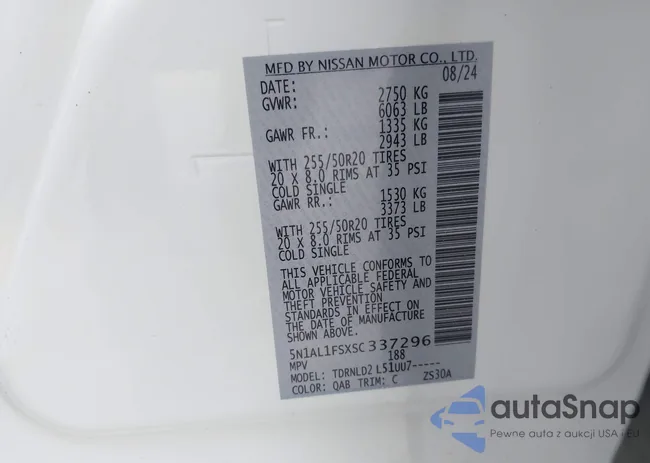 MFD BY NISSAN MOTOR CO., LTD.
DATE: 08/24
GVWR: 2750 KG
6063 LB
GAWR FR.: 1335 KG
2943 LB
WITH 255/50R20 TIRES
20 X 8.0 RIMS AT 35 PSI
COLD SINGLE
GAWR RR.: 1530 KG
3373 LB
WITH 255/50R20 TIRES
20 X 8.0 RIMS AT 35 PSI
COLD SINGLE
THIS VEHICLE CONFORMS TO
ALL APPLICABLE FEDERAL
MOTOR VEHICLE SAFETY AND
THEFT PREVENTION
STANDARDS IN EFFECT ON
THE DATE OF MANUFACTURE
SHOWN ABOVE.
5N1AL1FSXSC337296
MPV 188
MODEL: TDRNLD2 L51UU7-----
COLOR: QAB TRIM: C ZS30A
autoSnap
Pewne auta z aukcji USA i EU